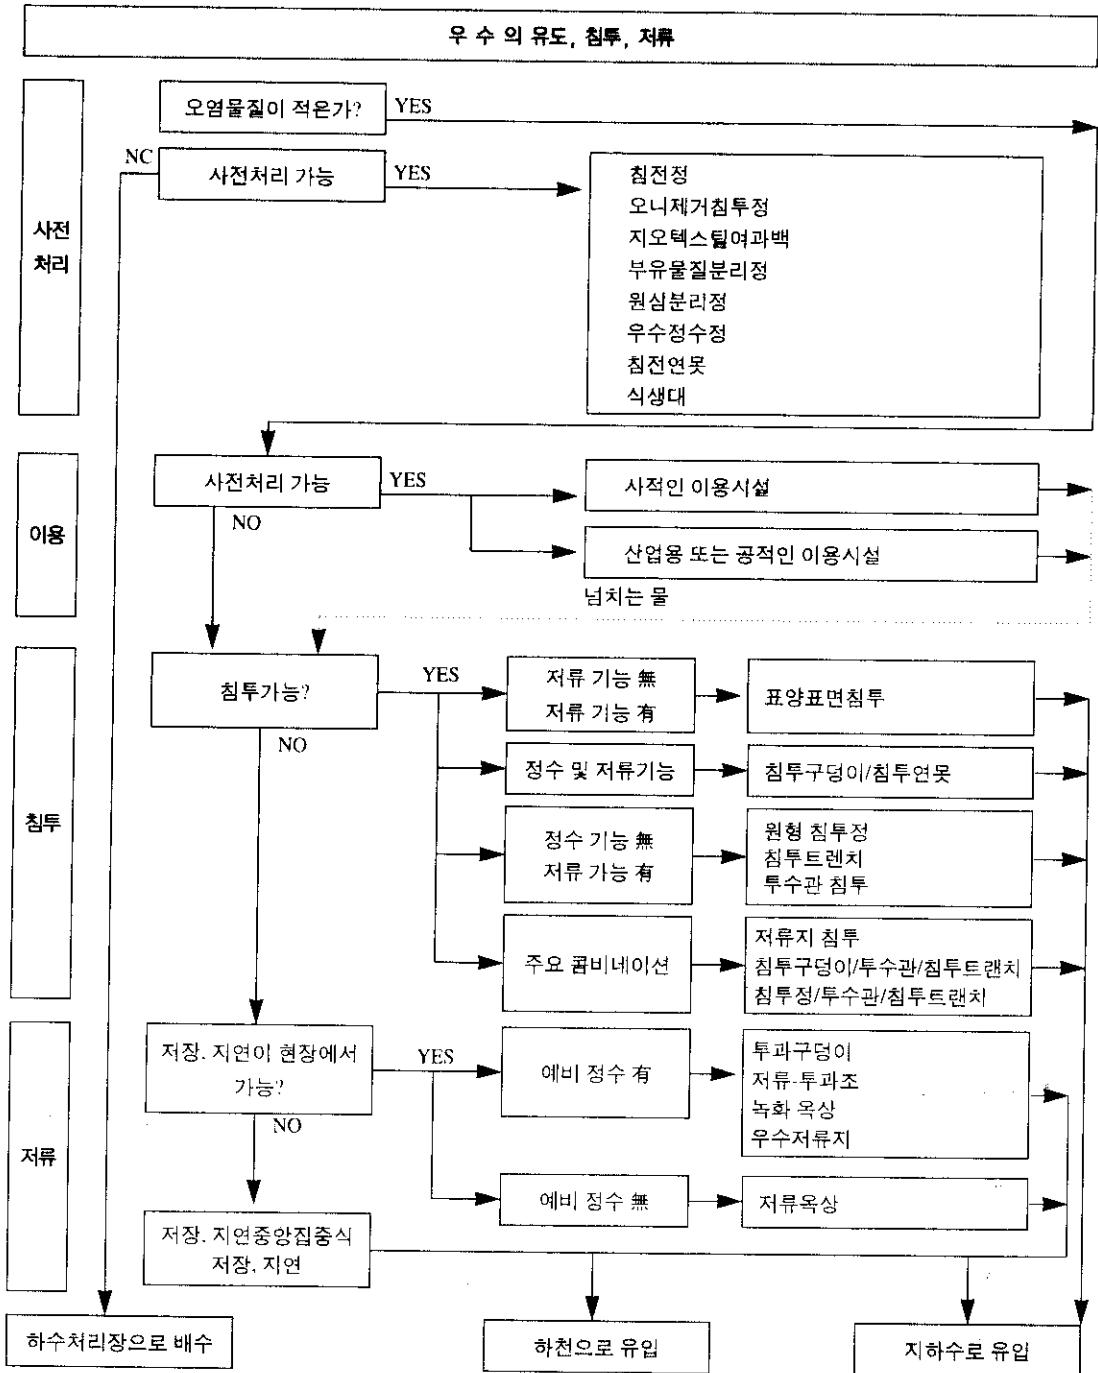 우 수 의 유도, 침투, 저류
사전
처리
오염물질이 적은가?
YES
NC
사전처리 가능
YES
침전정
오니제거침투정
지오텍스틸여과백
부유물질분리정
원심분리정
우수정수정
침전연못
식생대
이용
사전처리 가능
YES
NO
사적인 이용시설
산업용 또는 공적인 이용시설
넘치는 물
침투
침투가능?
YES
NO
저류 기능 無
저류 기능 有
표양표면침투
정수 및 저류기능
침투구덩이/침투연못
정수 기능 無
저류 가능 有
원형 침투정
침투트렌치
투수관 침투
주요 콤비네이션
저류지 침투
침투구덩이/투수관/침투트랜치
침투정/투수관/침투트랜치
저류
저장. 지연이 현장에서
가능?
YES
NO
예비 정수 有
투과구덩이
저류-투과조
녹화 옥상
우수저류지
예비 정수 無
저류옥상
저장. 지연중앙집중식
저장, 지연
하수처리장으로 배수
하천으로 유입
지하수로 유입